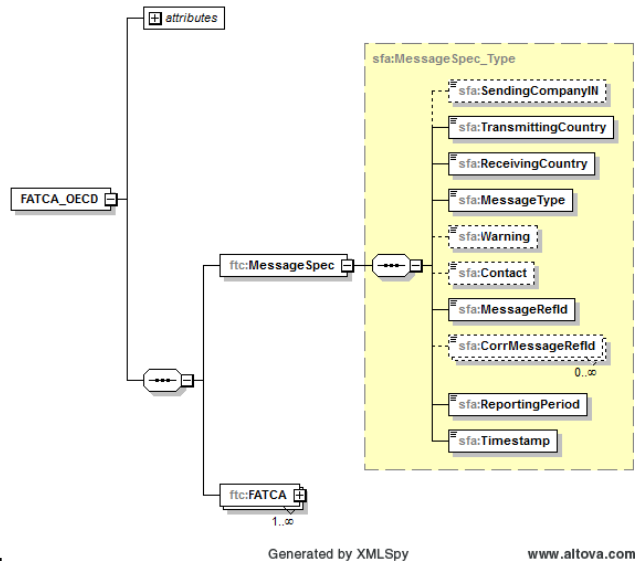 attributes
sfa:MessageSpec_Type
sfa:SendingCompanyIN
sfa:TransmittingCountry
sfa:ReceivingCountry
FATCA_OECD
sfa:MessageType
sfa:Warning
ftc:MessageSpec
sfa:Contact
sfa:MessageRefId
sfa:CorrMessageRefId
0..∞
sfa:ReportingPeriod
sfa:Timestamp
ftc:FATCA
1..∞
Generated by XMLSpy
www.altova.com